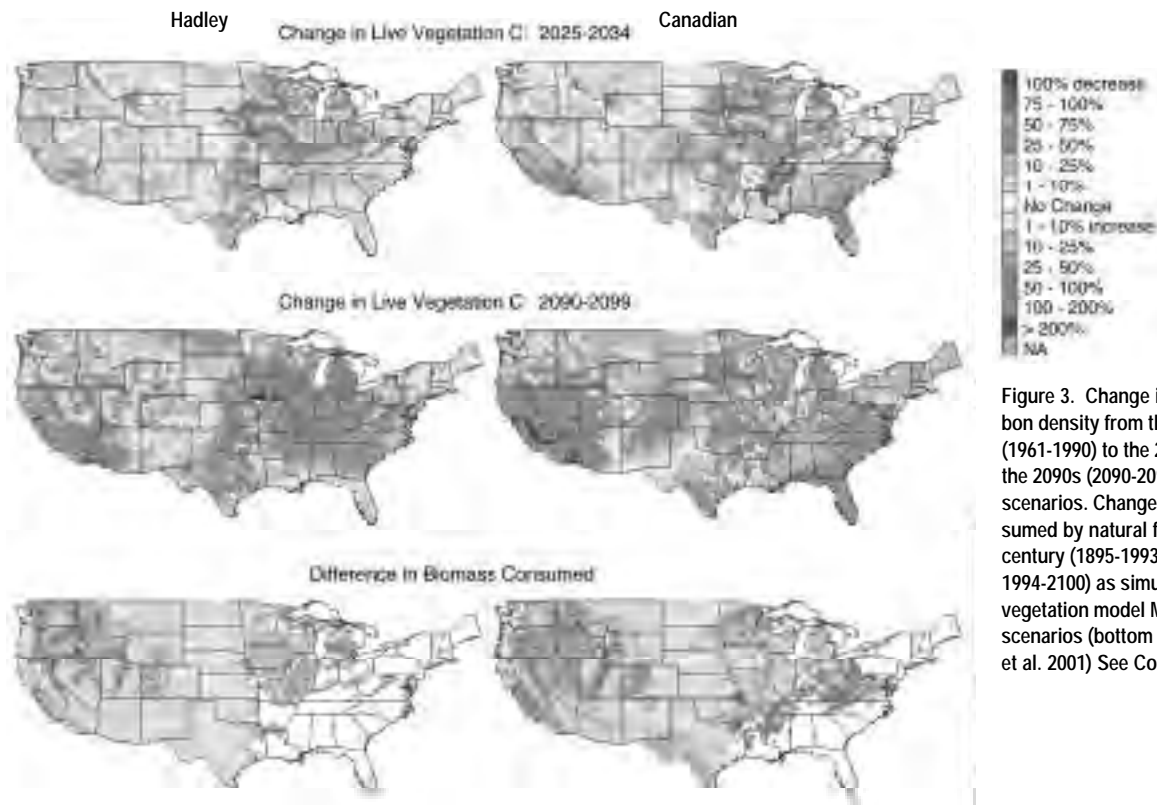 Hadley
Canadian
Change in Live Vegetation C: 2025-2034
100% decrease
75 - 100%
50 - 75%
25 - 50%
10 - 25%
1 - 10%
No Change
1 - 10% increase
10 - 25%
25 - 50%
50 - 100%
100 - 200%
> 200%
NA
Change in Live Vegetation C: 2090-2099
Difference in Biomass Consumed
Figure 3. Change i
bon density from th
(1961-1990) to the 2
the 2090s (2090-20
scenarios. Change
sumed by natural f
century (1895-1993
1994-2100) as simu
vegetation model M
scenarios (bottom
et al. 2001) See Co